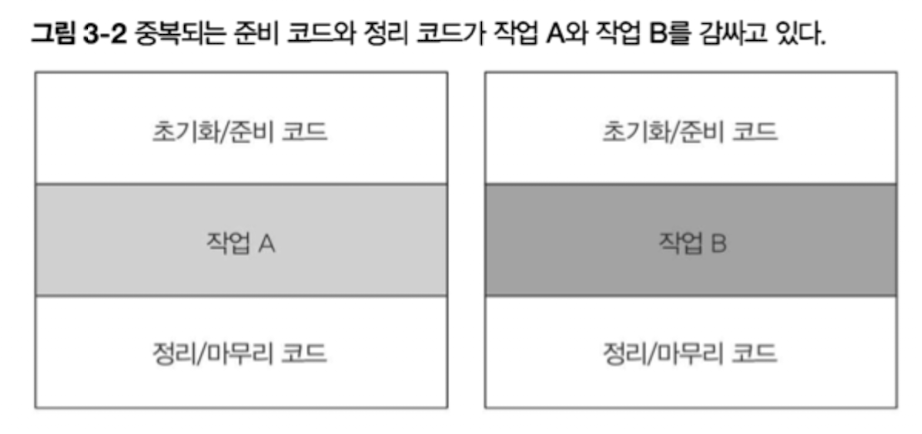 그림 3-2 중복되는 준비 코드와 정리 코드가 작업 A와 작업 B를 감싸고 있다.
초기화/준비 코드
작업 A
정리/마무리 코드
초기화/준비 코드
작업 B
정리/마무리 코드